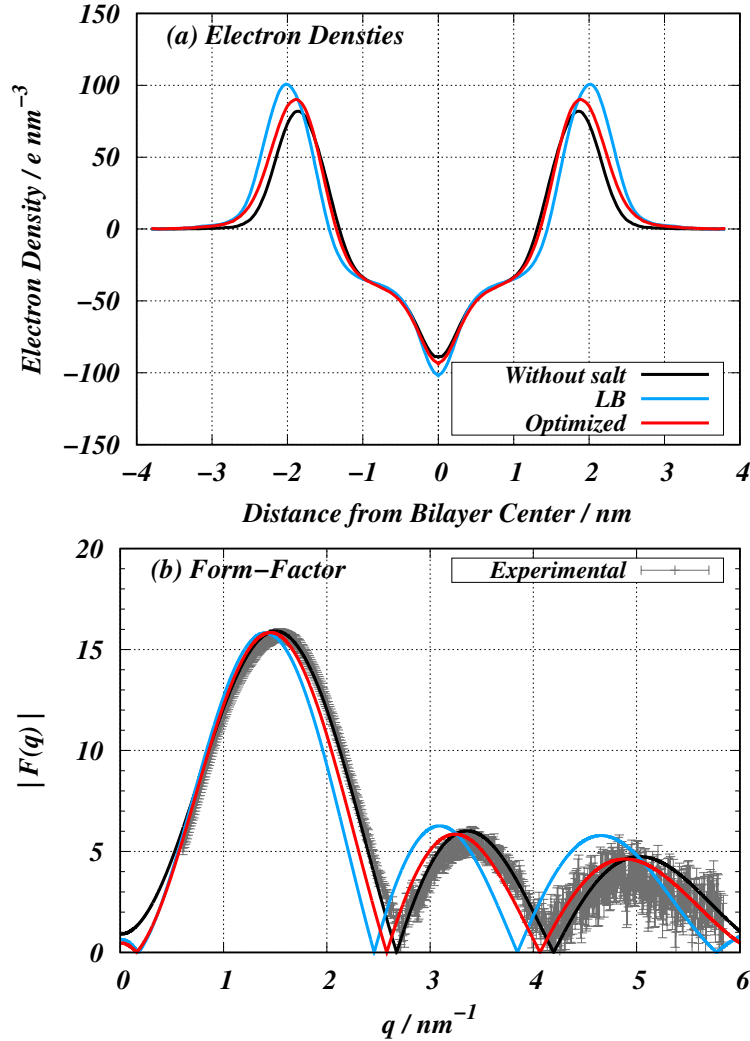 (a) Electron Densties
Electron Density / e nm⁻³
150
100
50
0
−50
−100
−150
Without salt
LB
Optimized
−4 −3 −2 −1 0 1 2 3 4
Distance from Bilayer Center / nm
(b) Form−Factor
Experimental
| F(q) |
20
15
10
5
0
0 1 2 3 4 5 6
q / nm⁻¹